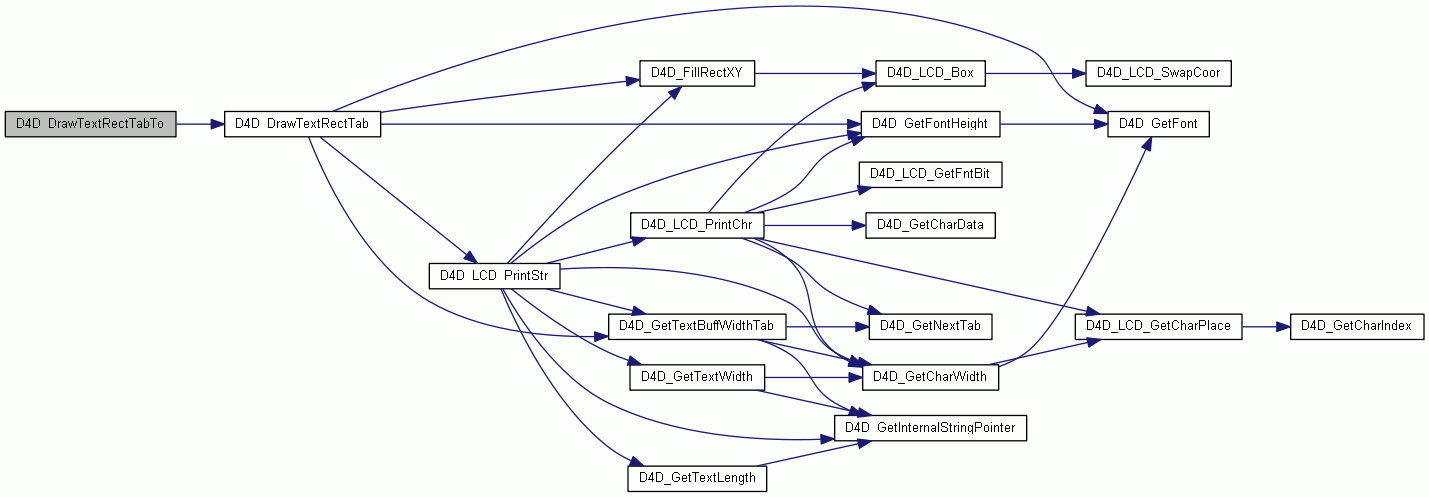 D4D_DrawTextRectTabTo
D4D_DrawTextRectTab
D4D_FillRectXY
D4D_LCD_Box
D4D_LCD_SwapCoor
D4D_GetFontHeight
D4D_GetFont
D4D_LCD_GetFntBit
D4D_LCD_PrintChr
D4D_GetCharData
D4D_LCD_PrintStr
D4D_GetTextBuffWidthTab
D4D_GetNextTab
D4D_LCD_GetCharPlace
D4D_GetCharIndex
D4D_GetTextWidth
D4D_GetCharWidth
D4D_GetInternalStringPointer
D4D_GetTextLength